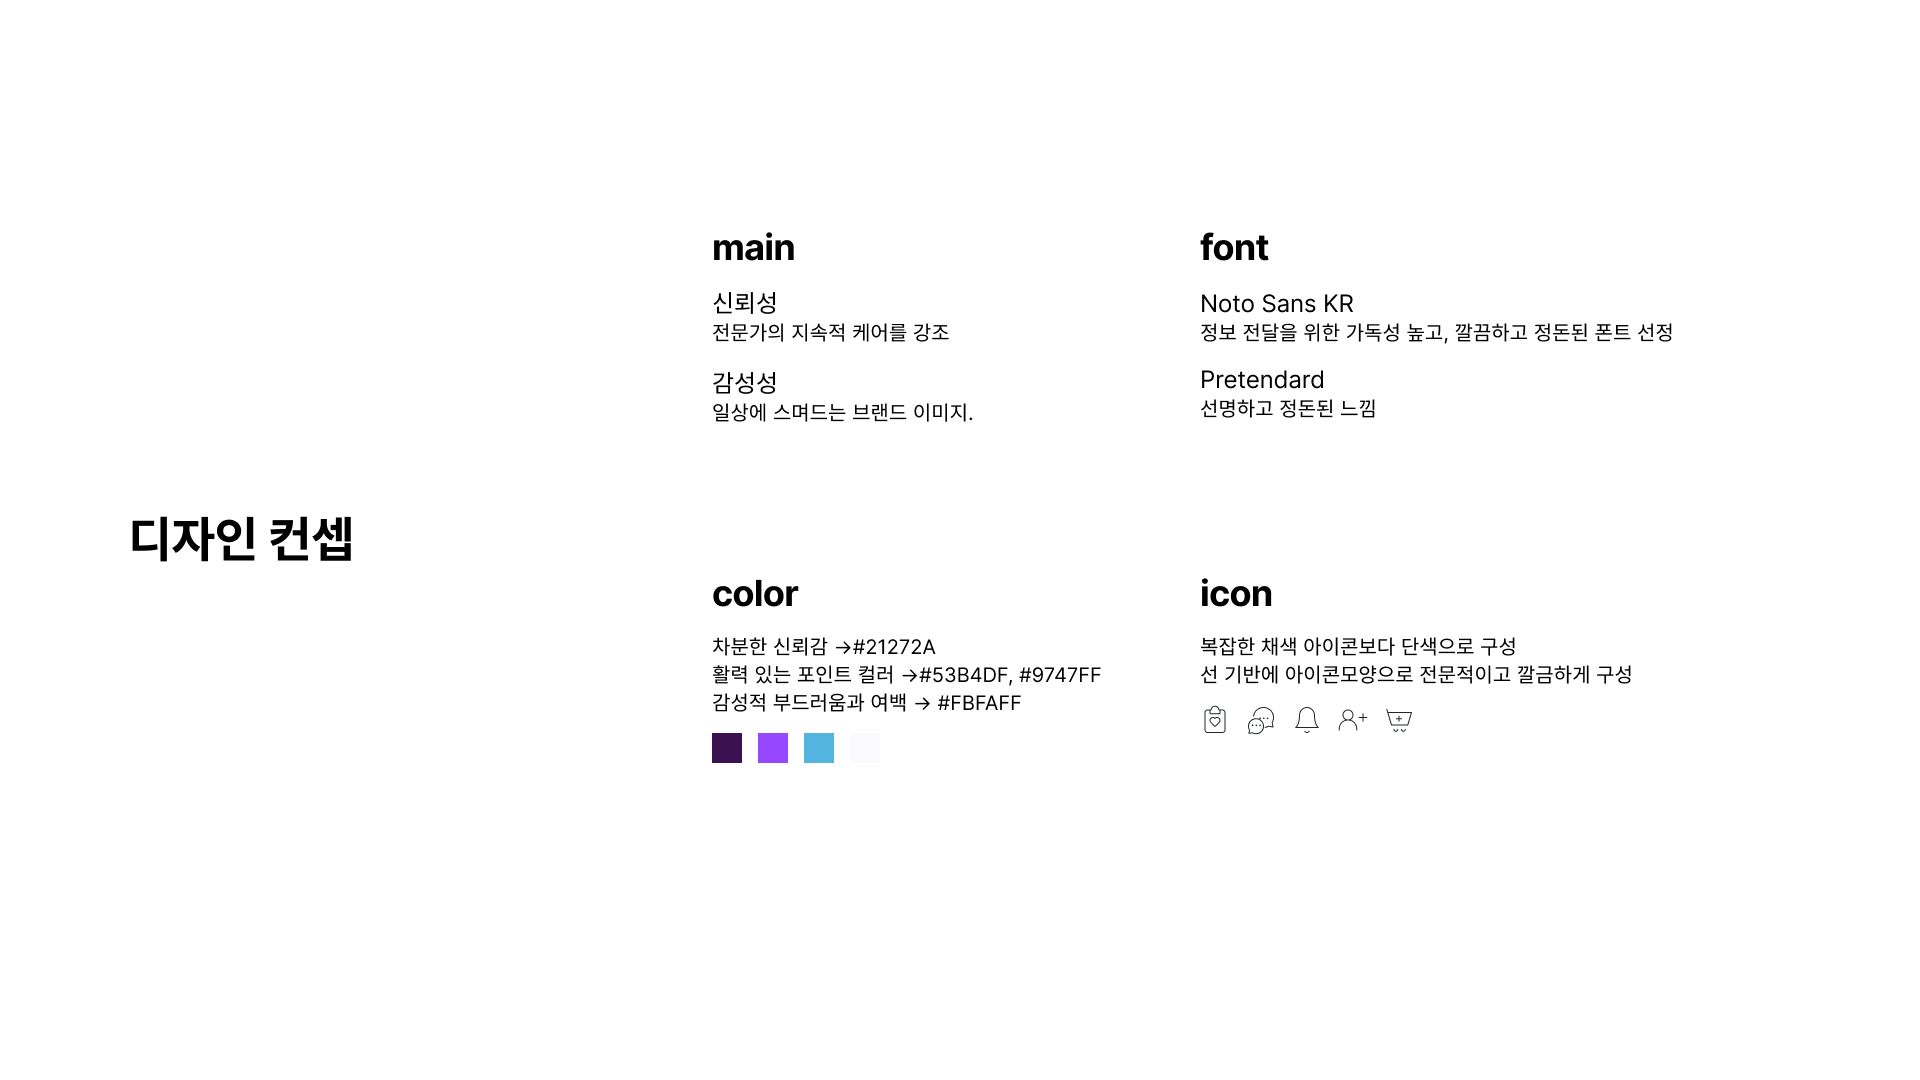 디자인 컨셉
main
신뢰성
전문가의 지속적 케어를 강조
감성성
일상에 스며드는 브랜드 이미지.
font
Noto Sans KR
정보 전달을 위한 가독성 높고, 깔끔하고 정돈된 폰트 선정
Pretendard
선명하고 정돈된 느낌
color
차분한 신뢰감 →#21272A
활력 있는 포인트 컬러 →#53B4DF, #9747FF
감성적 부드러움과 여백 → #FBFAFF
icon
복잡한 채색 아이콘보다 단색으로 구성
선 기반에 아이콘모양으로 전문적이고 깔금하게 구성